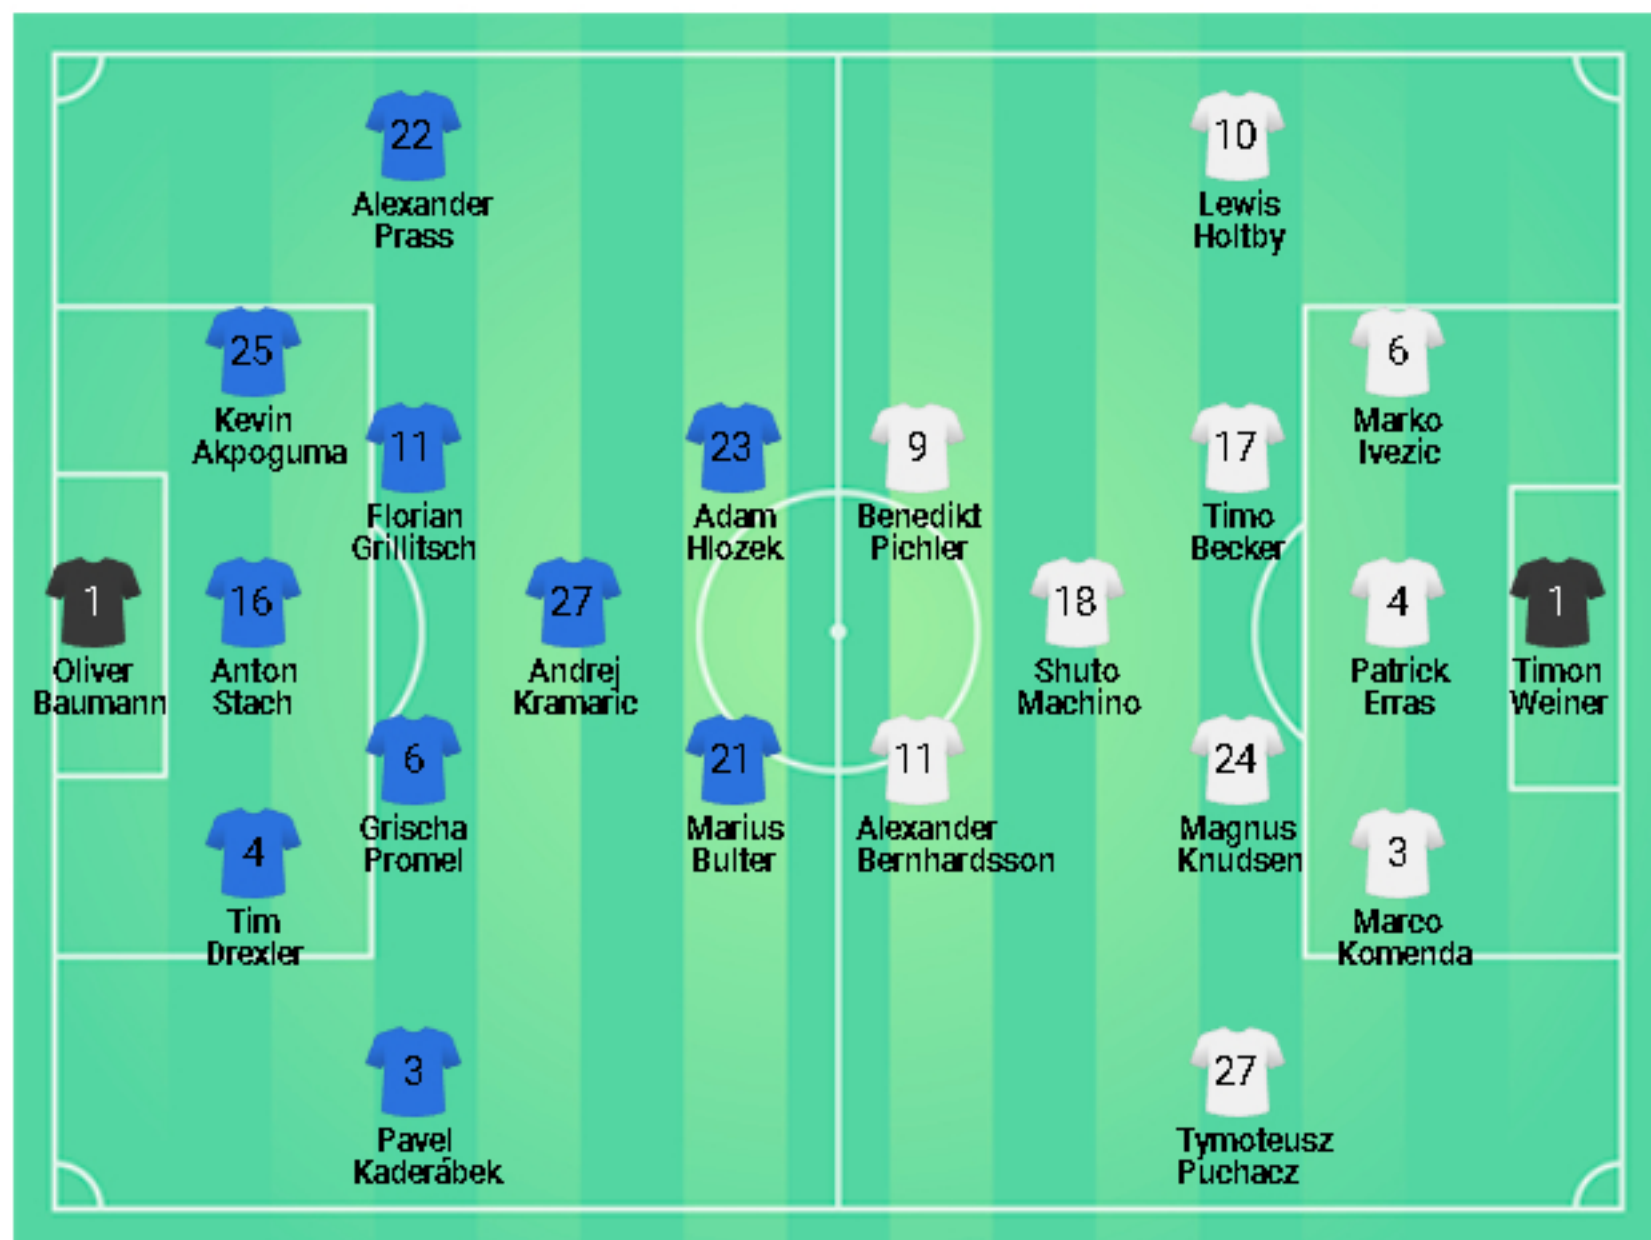 22
Alexander
Prass
10
Lewis
Holtby
25
Kevin
Akpoguma
6
Marko
Ivezic
11
Florian
Grillitsch
23
Adam
Hlozek
9
Benedikt
Pichler
17
Timo
Becker
1
Oliver
Baumann
16
Anton
Stach
27
Andrej
Kramaric
18
Shuto
Machino
4
Patrick
Erras
1
Timon
Weiner
6
Grischa
Promel
21
Marius
Bulter
11
Alexander
Bernhardsson
24
Magnus
Knudsen
4
Tim
Drexler
3
Marco
Komenda
3
Pavel
Kaderábek
27
Tymoteusz
Puchacz